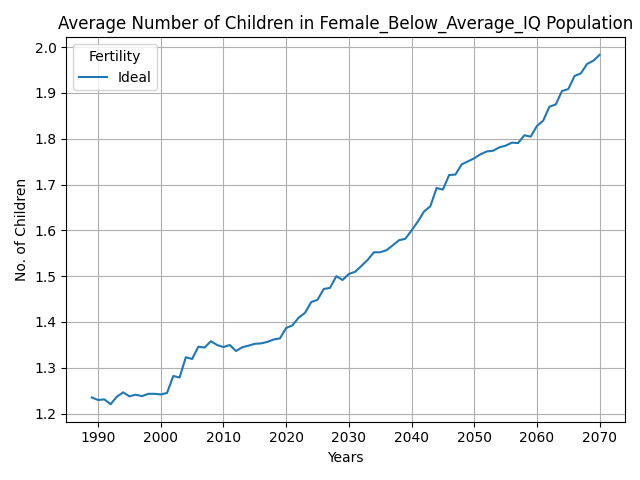 Average Number of Children in Female_Below_Average_IQ Population
Fertility
Ideal
No. of Children
2.0
1.9
1.8
1.7
1.6
1.5
1.4
1.3
1.2
1990 2000 2010 2020 2030 2040 2050 2060 2070
Years